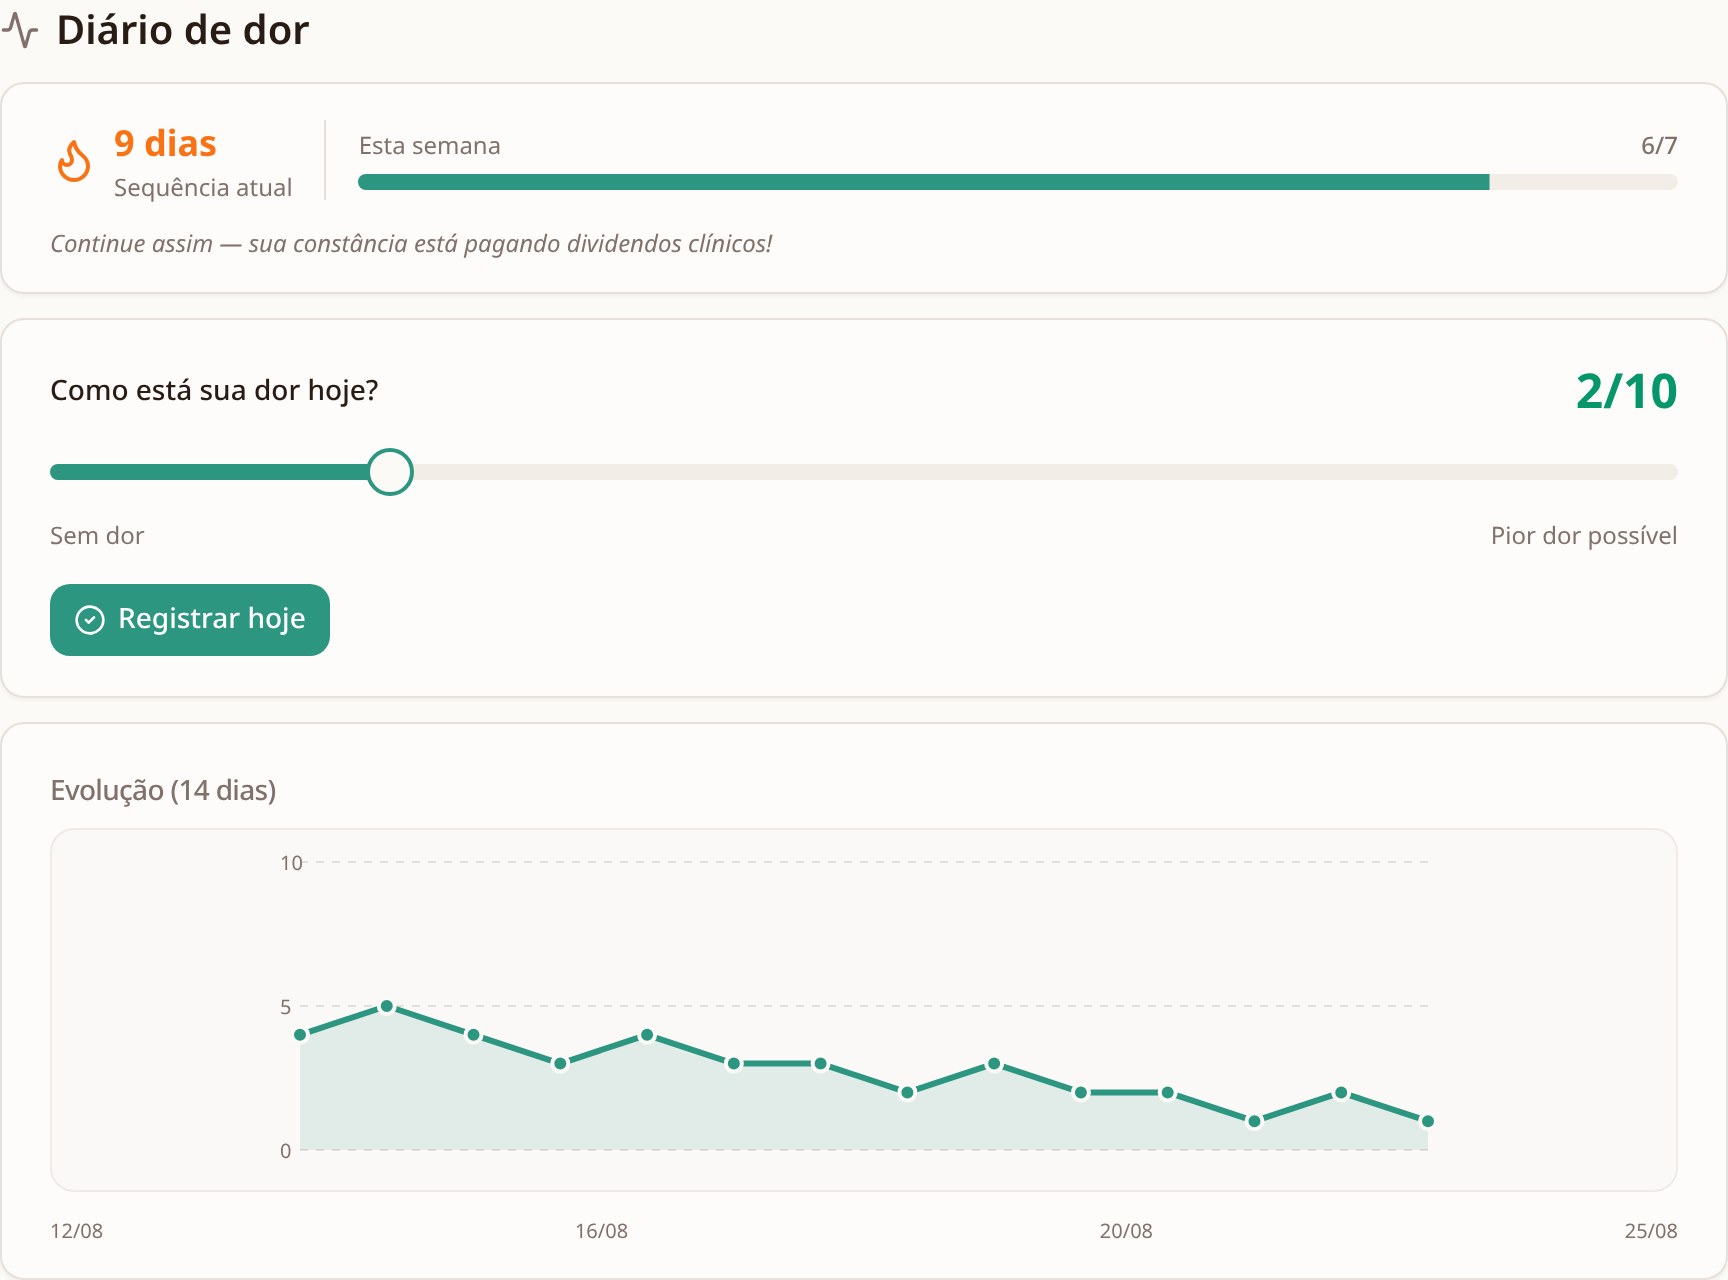 Diário de dor
9 dias
Sequência atual
Esta semana
6/7
Continue assim — sua constância está pagando dividendos clínicos!
Como está sua dor hoje?
2/10
Sem dor
Pior dor possível
Registrar hoje
Evolução (14 dias)
10
5
0
12/08
16/08
20/08
25/08